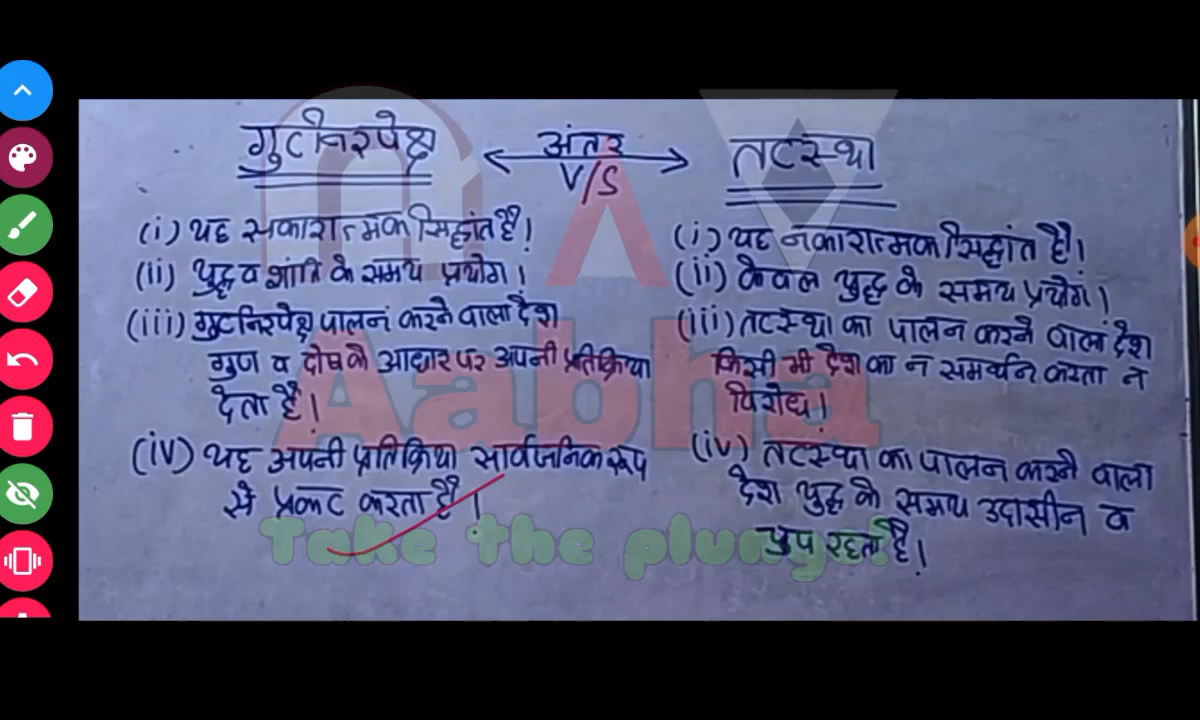 गुटनिरपेक्ष अंतर V/S तटस्था
(i) यह सकारात्मक सिद्धांत है।
(ii) युद्ध व शांति के समय प्रयोग।
(iii) गुटनिरपेक्ष पालन करने वाला देश
गुण व दोष के आधार पर अपनी प्रतिक्रिया
देता है।
(iv) यह अपनी प्रतिक्रिया सार्वजनिक रूप
से प्रकट करता है।
(i) यह नकारात्मक सिद्धांत है।
(ii) केवल युद्ध के समय प्रयोग।
(iii) तटस्था का पालन करने वाला देश
किसी भी देश का न समर्थन करता न
विरोध।
(iv) तटस्था का पालन करने वाला
देश युद्ध के समय उदासीन व
चुप रहता है।
Aabha
Take the plunge!